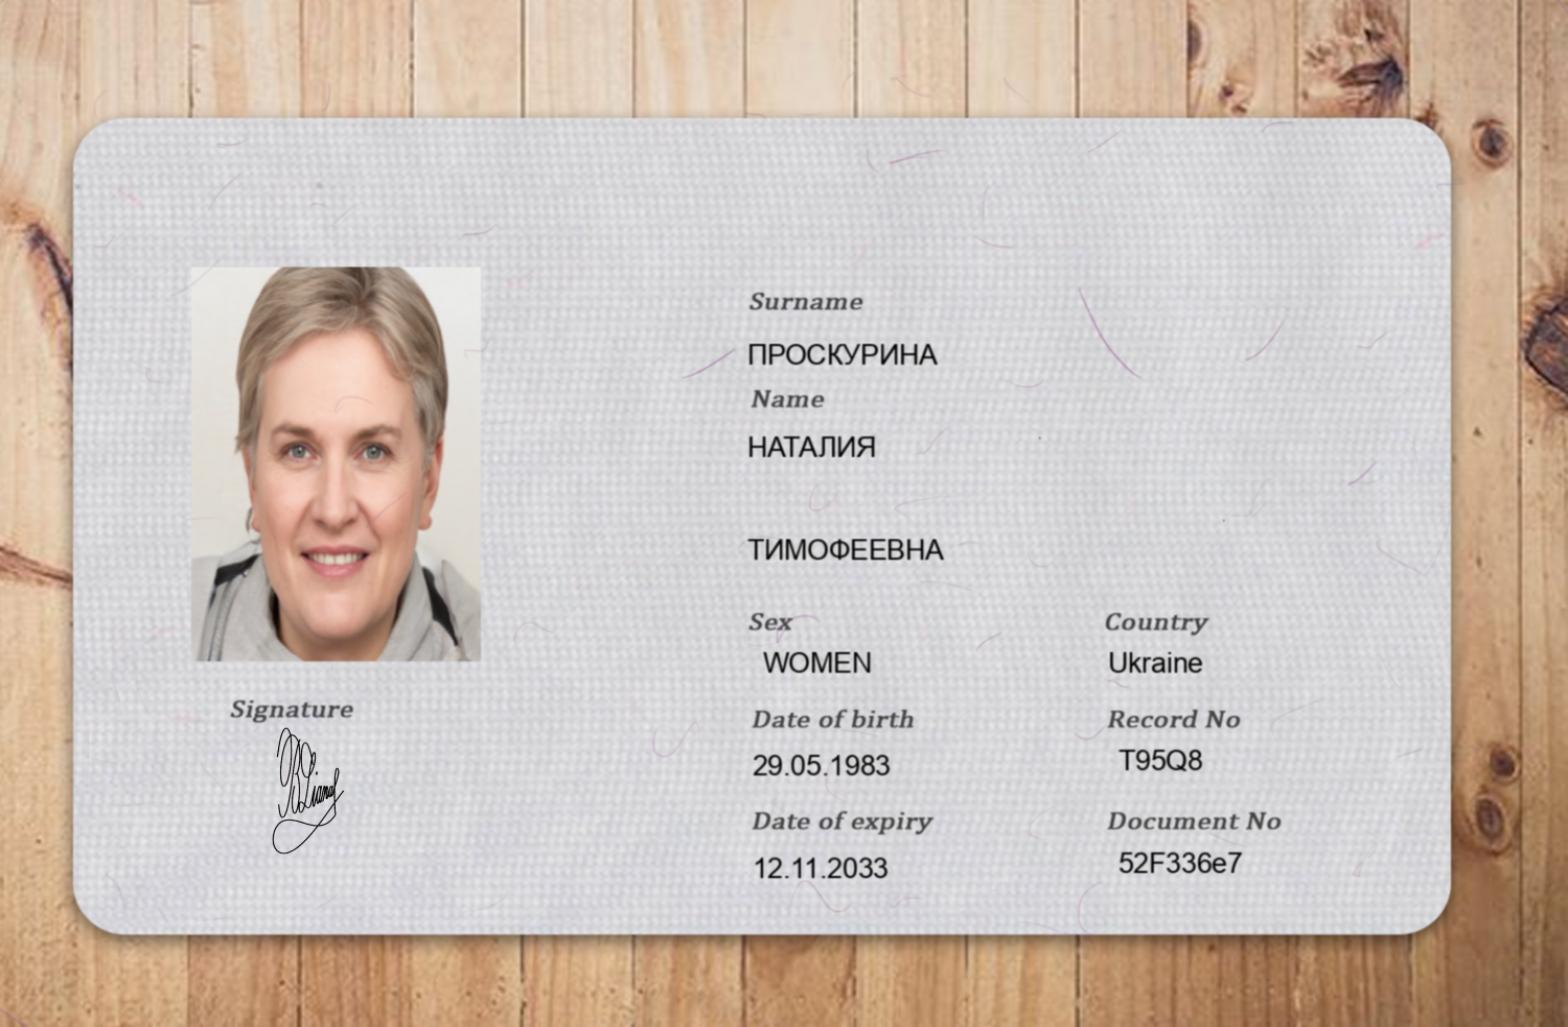 Surname
ПРОСКУРИНА
Name
НАТАЛИЯ
ТИМОФЕЕВНА
Sex
Country
WOMEN
Ukraine
Signature
Date of birth
Record No
29.05.1983
T95Q8
Date of expiry
Document No
12.11.2033
52F336e7